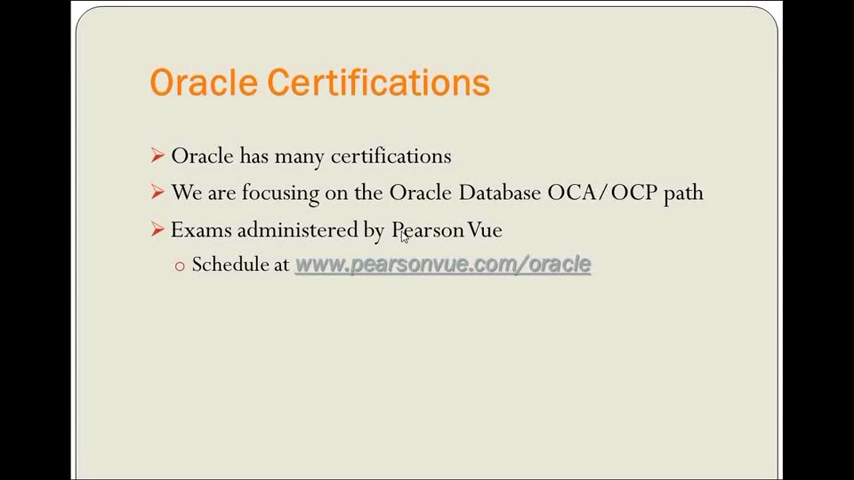 Oracle Certifications
Oracle has many certifications
We are focusing on the Oracle Database OCA/OCP path
Exams administered by Pearson Vue
Schedule at www.pearsonvue.com/oracle